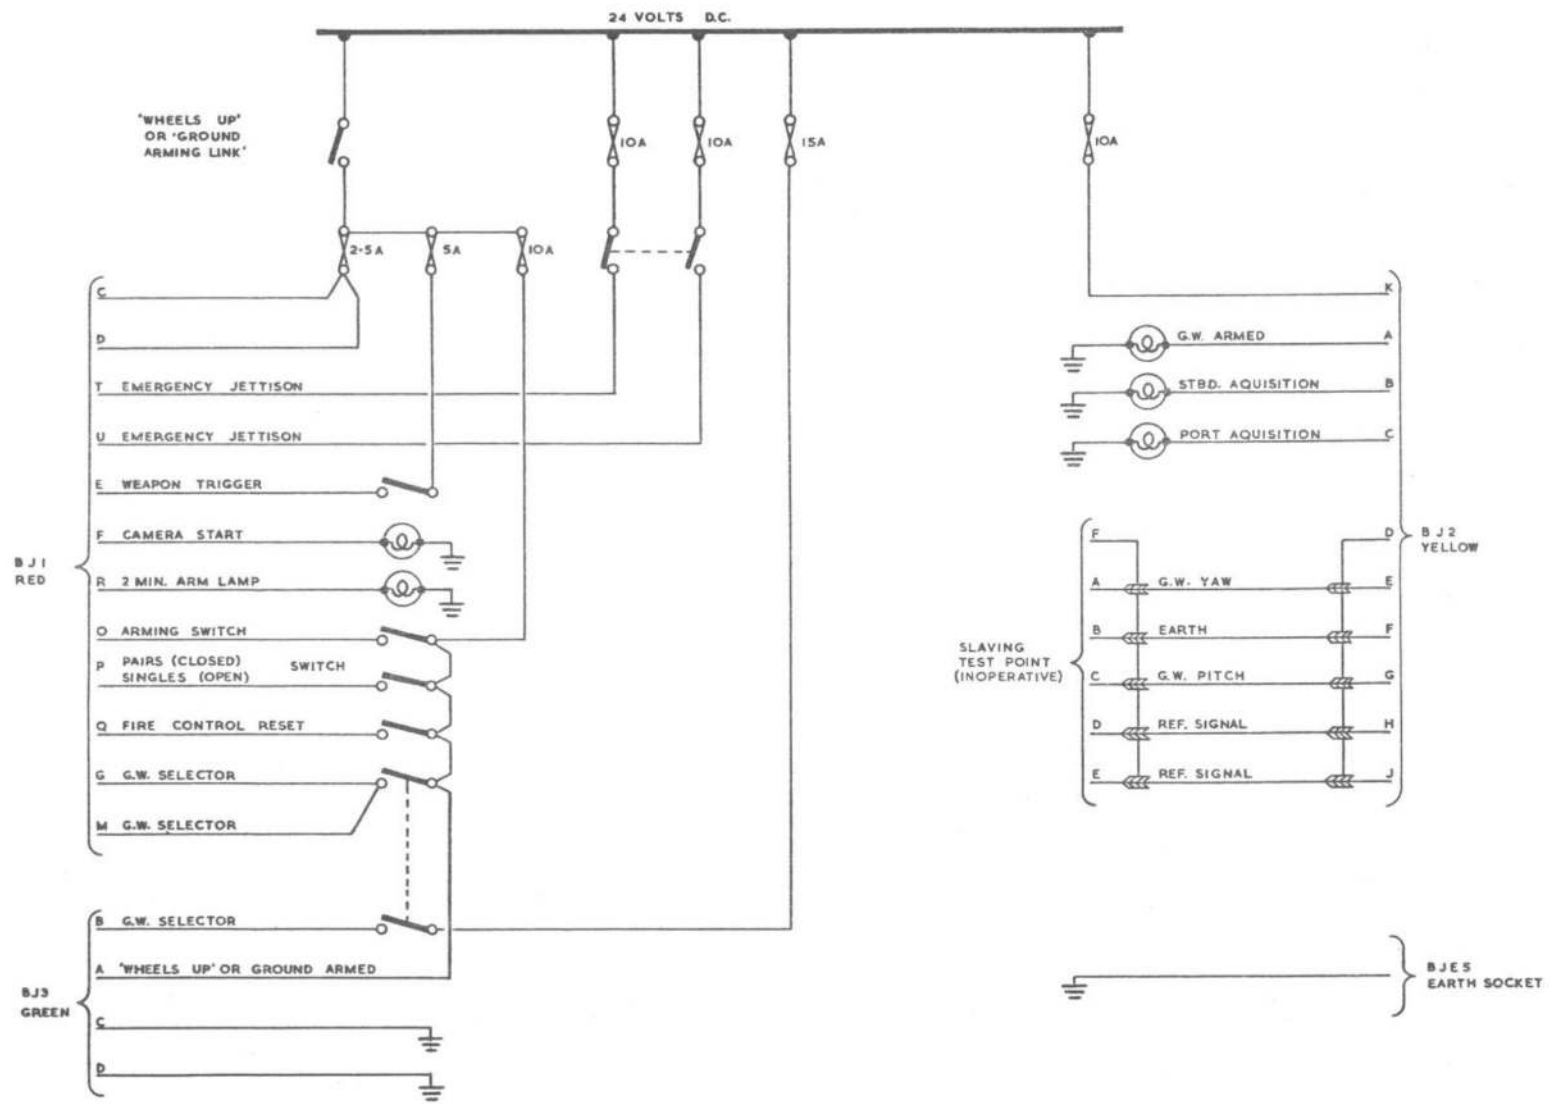 24 VOLTS D.C.
'WHEELS UP'
OR 'GROUND
ARMING LINK'
10A
10A
15A
10A
2·5A
5A
10A
C
D
T EMERGENCY JETTISON
U EMERGENCY JETTISON
E WEAPON TRIGGER
F CAMERA START
R 2 MIN. ARM LAMP
O ARMING SWITCH
P PAIRS (CLOSED) SWITCH
SINGLES (OPEN)
Q FIRE CONTROL RESET
G G.W. SELECTOR
M G.W. SELECTOR
BJ1
RED
B G.W. SELECTOR
A 'WHEELS UP' OR GROUND ARMED
C
D
BJ3
GREEN
K
G.W. ARMED A
STBD. AQUISITION B
PORT AQUISITION C
F D
A G.W. YAW E
B EARTH F
C G.W. PITCH G
D REF. SIGNAL H
E REF. SIGNAL J
SLAVING
TEST POINT
(INOPERATIVE)
BJ2
YELLOW
BJE5
EARTH SOCKET